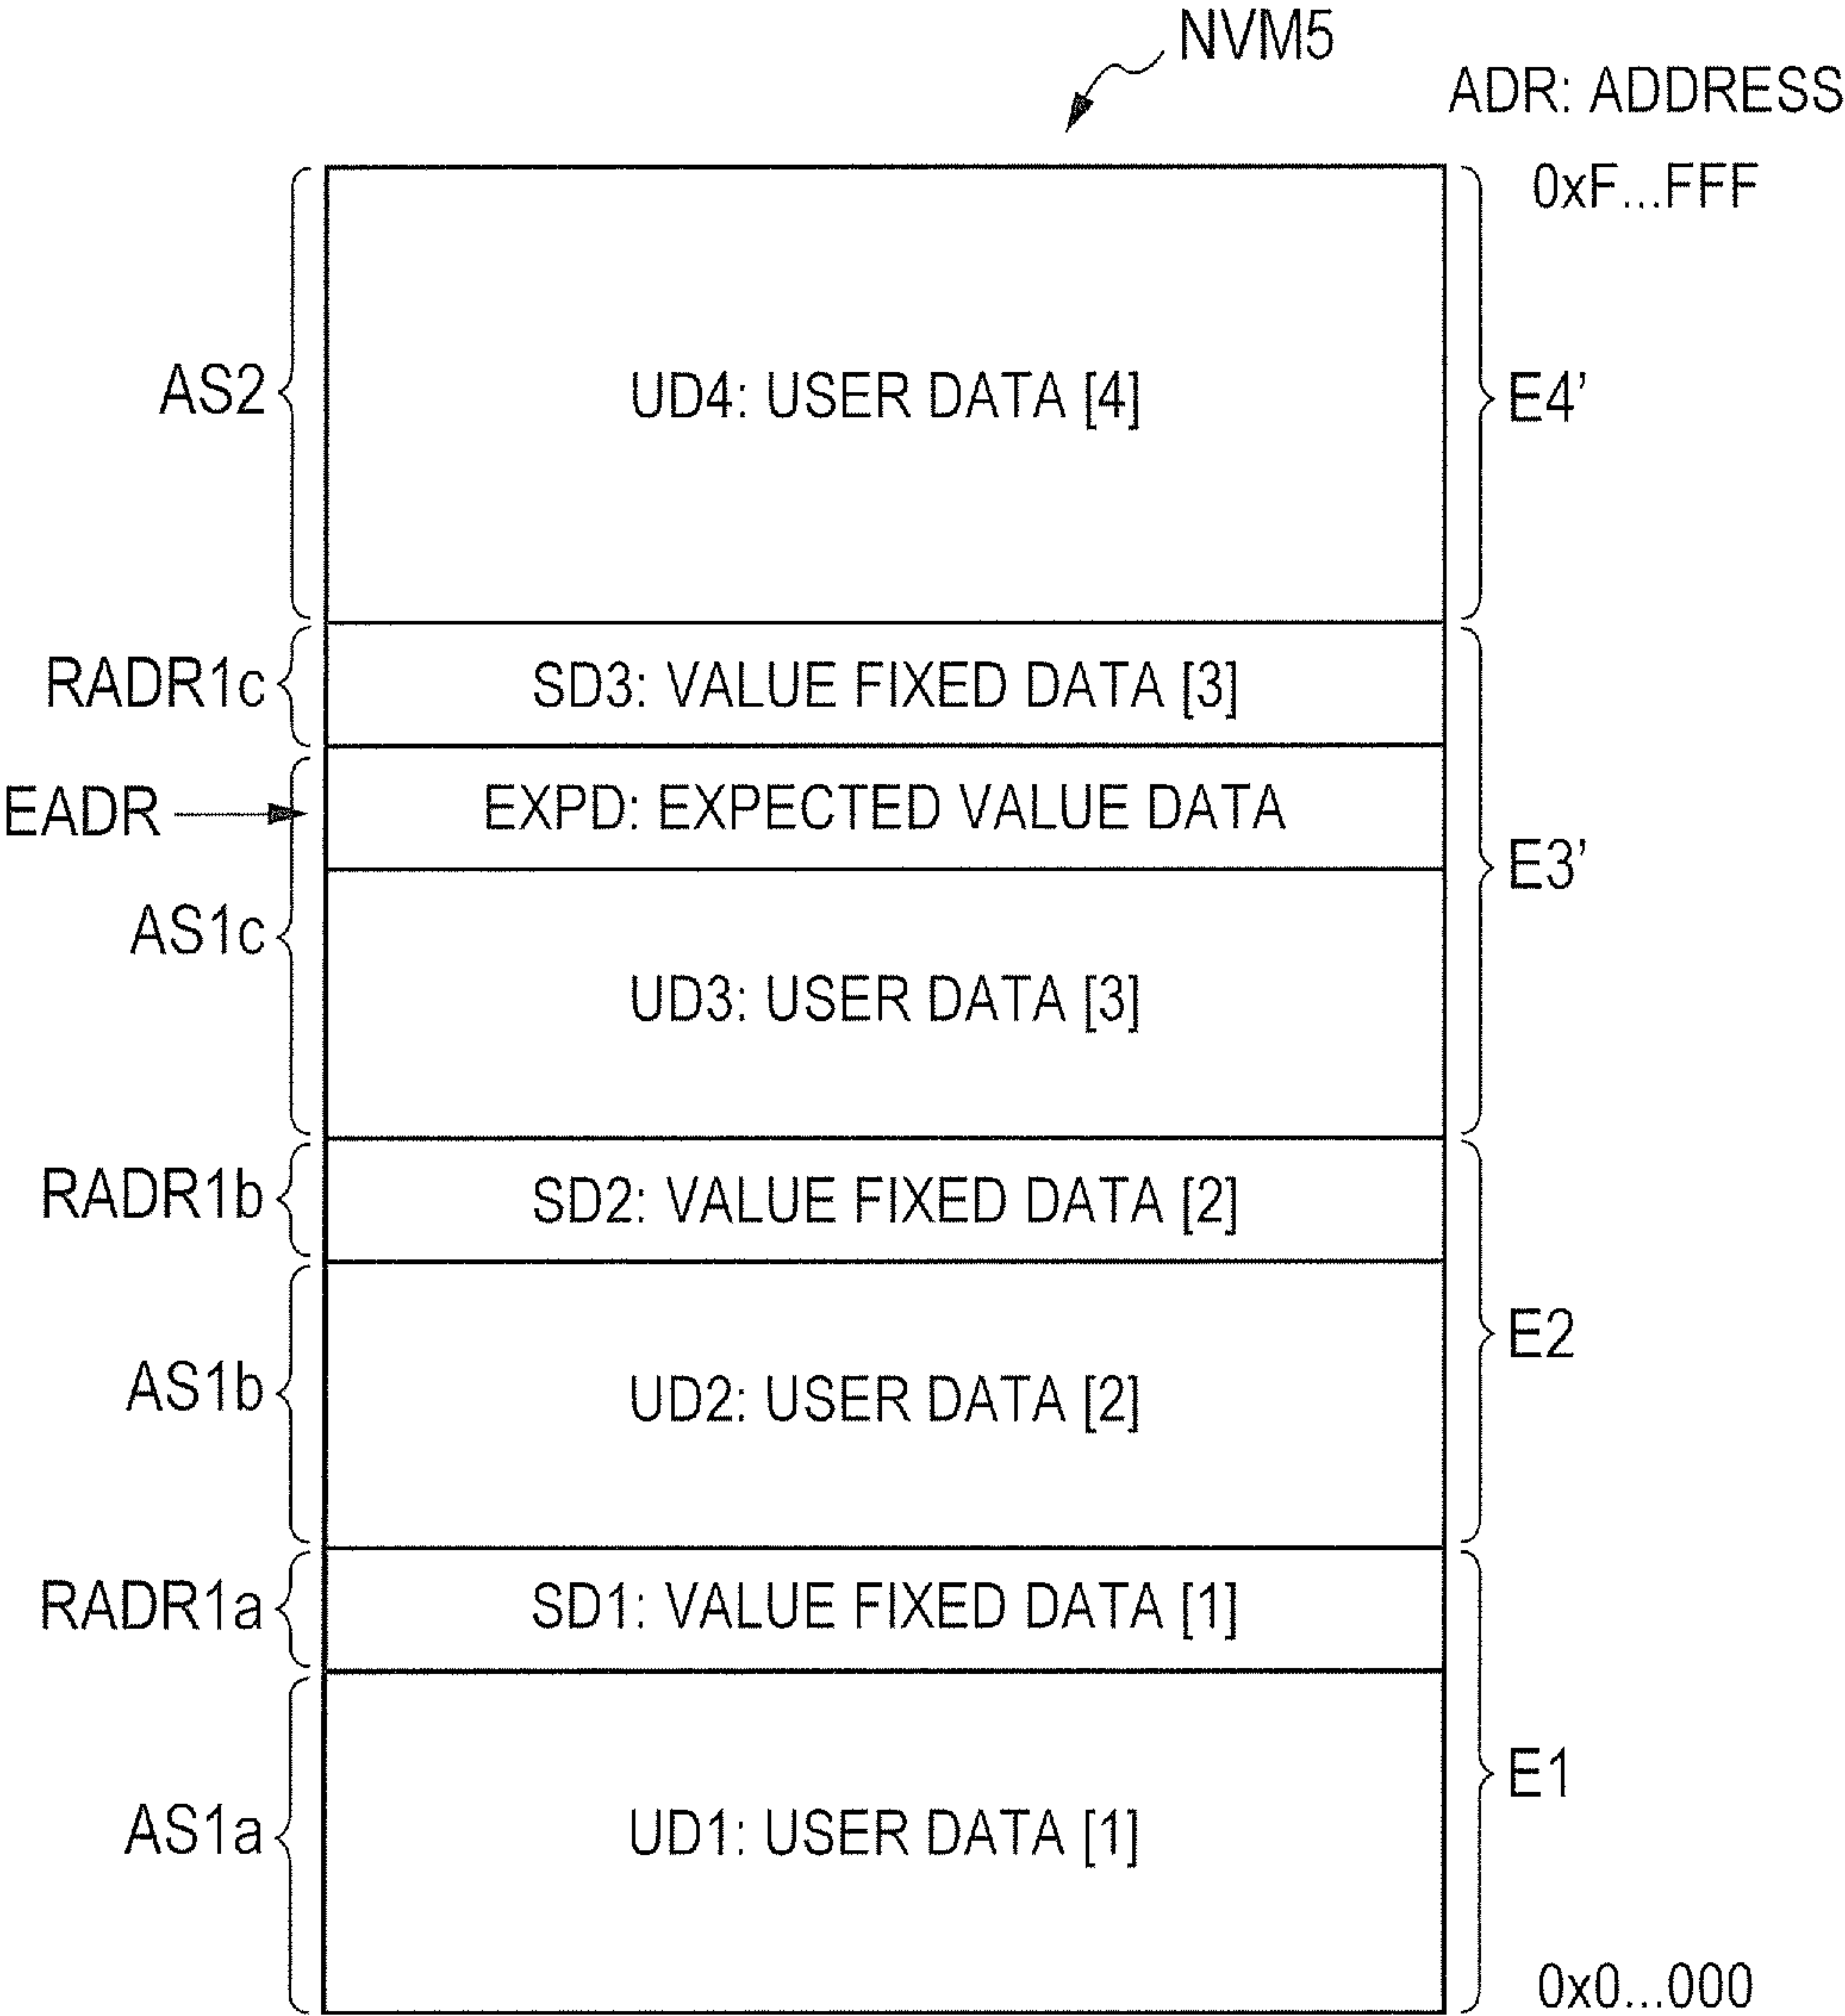 NVM5
ADR: ADDRESS
0xF...FFF
AS2
UD4: USER DATA [4]
E4’
RADR1c
SD3: VALUE FIXED DATA [3]
EADR
EXPD: EXPECTED VALUE DATA
E3’
AS1c
UD3: USER DATA [3]
RADR1b
SD2: VALUE FIXED DATA [2]
E2
AS1b
UD2: USER DATA [2]
RADR1a
SD1: VALUE FIXED DATA [1]
E1
AS1a
UD1: USER DATA [1]
0x0...000